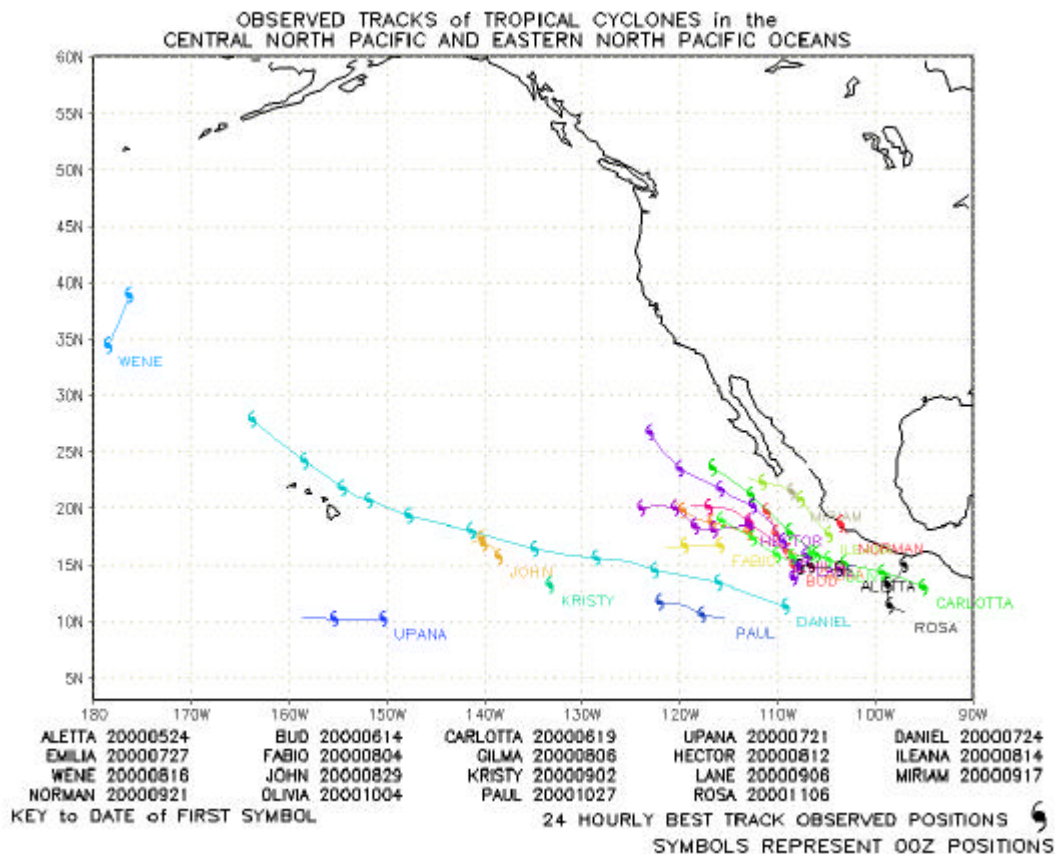 OBSERVED TRACKS of TROPICAL CYCLONES in the
CENTRAL NORTH PACIFIC AND EASTERN NORTH PACIFIC OCEANS
60N
55N
50N
45N
40N
35N
WENE
30N
25N
20N
MIRIAM
HECTOR
NORMAN
15N
JOHN
FABIO
BUD
ALETTA
KRISTY
CARLOTTA
10N
UPANA
PAUL
DANIEL
ROSA
5N
180 170W 160W 150W 140W 130W 120W 110W 100W 90W
ALETTA 20000524 BUD 20000614 CARLOTTA 20000619 UPANA 20000721 DANIEL 20000724
EMILIA 20000727 FABIO 20000804 GILMA 20000806 HECTOR 20000812 ILEANA 20000814
WENE 20000816 JOHN 20000829 KRISTY 20000902 LANE 20000906 MIRIAM 20000917
NORMAN 20000921 OLIVIA 20001004 PAUL 20001027 ROSA 20001106
KEY to DATE of FIRST SYMBOL
24 HOURLY BEST TRACK OBSERVED POSITIONS
SYMBOLS REPRESENT 00Z POSITIONS